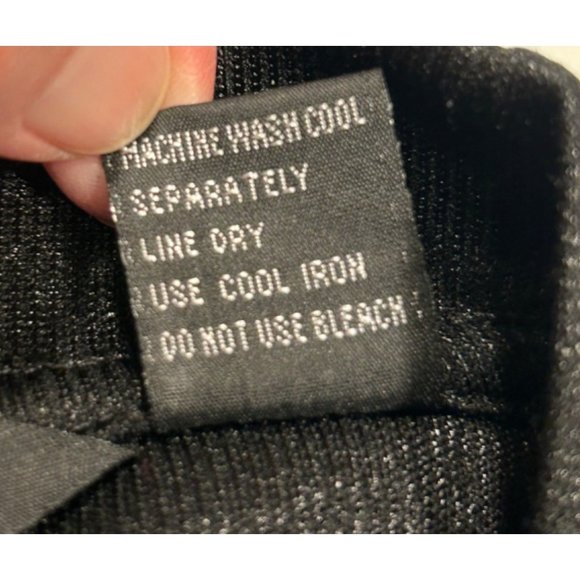 MACHINE WASH COOL
SEPARATELY
LINE DRY
USE COOL IRON
DO NOT USE BLEACH